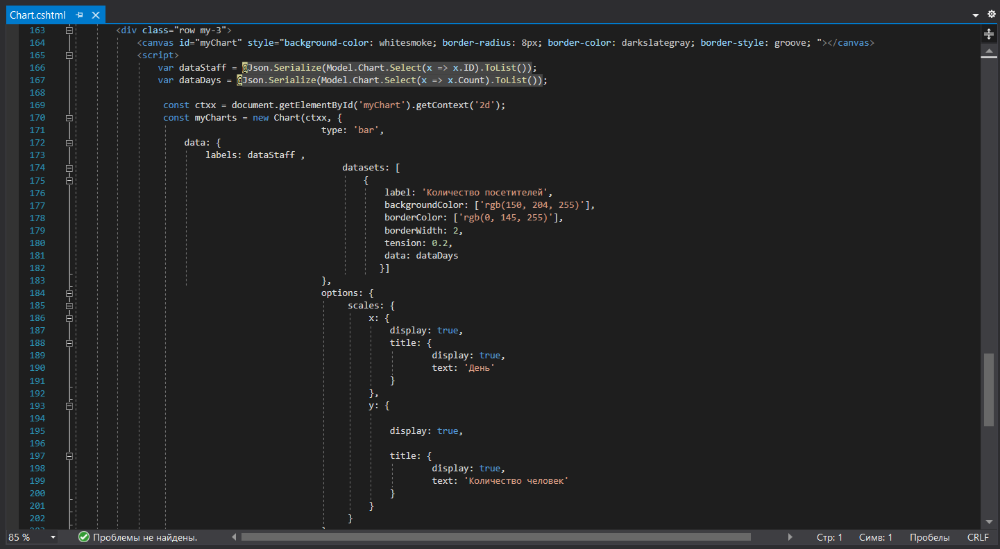 Chart.cshtml
163 <div class="row my-3">
164 <canvas id="myChart" style="background-color: whitesmoke; border-radius: 8px; border-color: darkslategray; border-style: groove; "></canvas>
165 <script>
166 var dataStaff = @Json.Serialize(Model.Chart.Select(x => x.ID).ToList());
167 var dataDays = @Json.Serialize(Model.Chart.Select(x => x.Count).ToList());
168
169 const ctxx = document.getElementById('myChart').getContext('2d');
170 const myCharts = new Chart(ctxx, {
171 type: 'bar',
172 data: {
173 labels: dataStaff ,
174 datasets: [
175 {
176 label: 'Количество посетителей',
177 backgroundColor: ['rgb(150, 204, 255)'],
178 borderColor: ['rgb(0, 145, 255)'],
179 borderWidth: 2,
180 tension: 0.2,
181 data: dataDays
182 }]
183 },
184 options: {
185 scales: {
186 x: {
187 display: true,
188 title: {
189 display: true,
190 text: 'День'
191 }
192 },
193 y: {
194
195 display: true,
196
197 title: {
198 display: true,
199 text: 'Количество человек'
200 }
201 }
202 }
85 % Проблемы не найдены. Стр: 1 Симв: 1 Пробелы CRLF